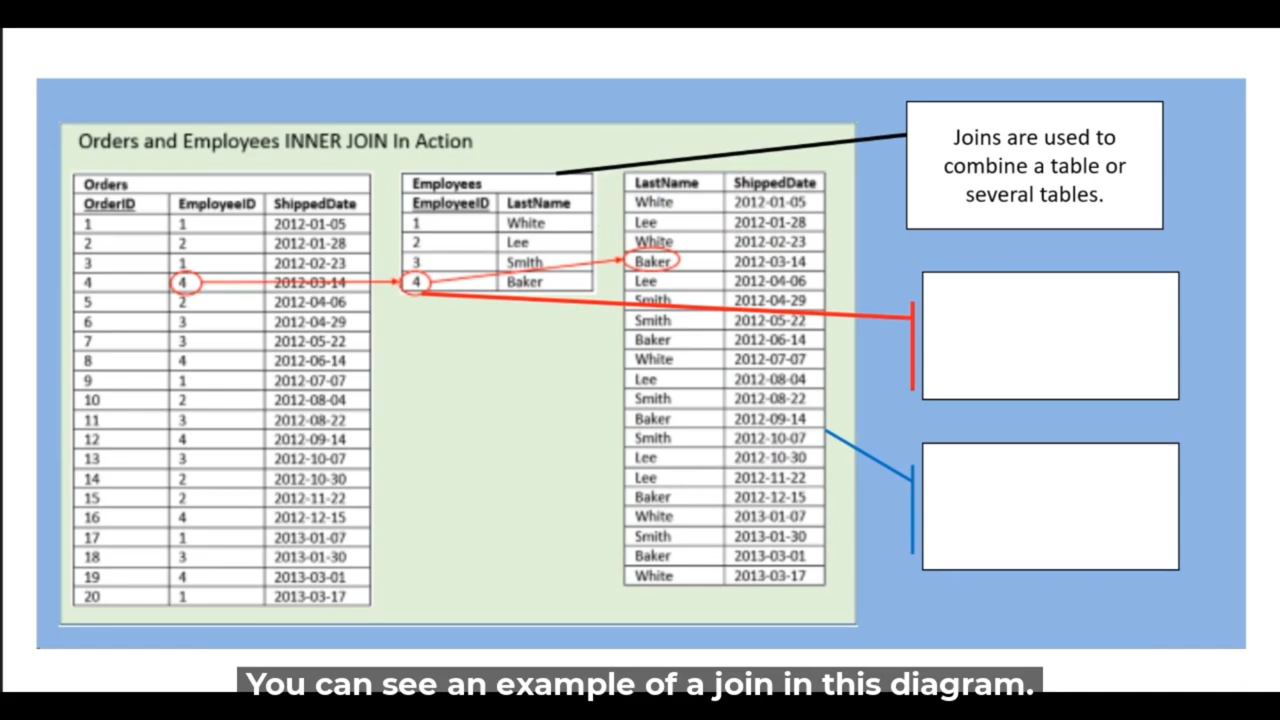 Orders and Employees INNER JOIN In Action
Orders
OrderID EmployeeID ShippedDate
1 1 2012-01-05
2 2 2012-01-28
3 1 2012-02-23
4 4 2012-03-14
5 2 2012-04-06
6 3 2012-04-29
7 3 2012-05-22
8 4 2012-06-14
9 1 2012-07-07
10 2 2012-08-04
11 3 2012-08-22
12 4 2012-09-14
13 3 2012-10-07
14 2 2012-10-30
15 2 2012-11-22
16 4 2012-12-15
17 1 2013-01-07
18 3 2013-01-30
19 4 2013-03-01
20 1 2013-03-17
Employees
EmployeeID LastName
1 White
2 Lee
3 Smith
4 Baker
LastName ShippedDate
White 2012-01-05
Lee 2012-01-28
White 2012-02-23
Baker 2012-03-14
Lee 2012-04-06
Smith 2012-04-29
Smith 2012-05-22
Baker 2012-06-14
White 2012-07-07
Lee 2012-08-04
Smith 2012-08-22
Baker 2012-09-14
Smith 2012-10-07
Lee 2012-10-30
Lee 2012-11-22
Baker 2012-12-15
White 2013-01-07
Smith 2013-01-30
Baker 2013-03-01
White 2013-03-17
Joins are used to
combine a table or
several tables.
You can see an example of a join in this diagram.